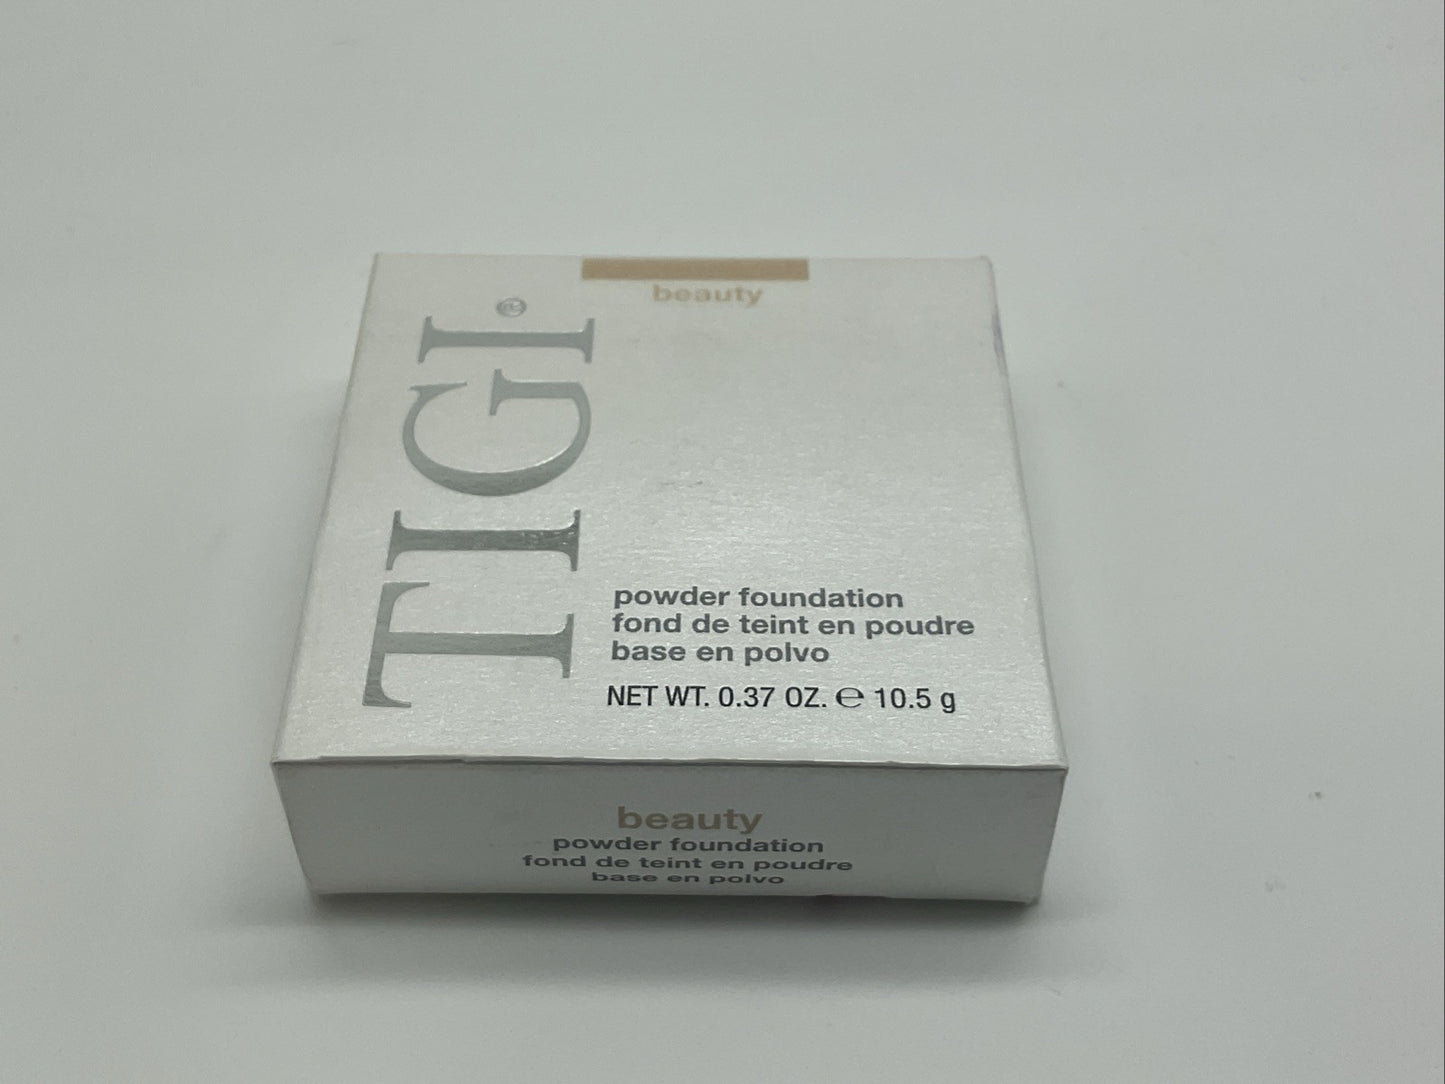 beauty
TIGI®
powder foundation
fond de teint en poudre
base en polvo
NET WT. 0.37 OZ. ℮ 10.5 g
beauty
powder foundation
fond de teint en poudre
base en polvo